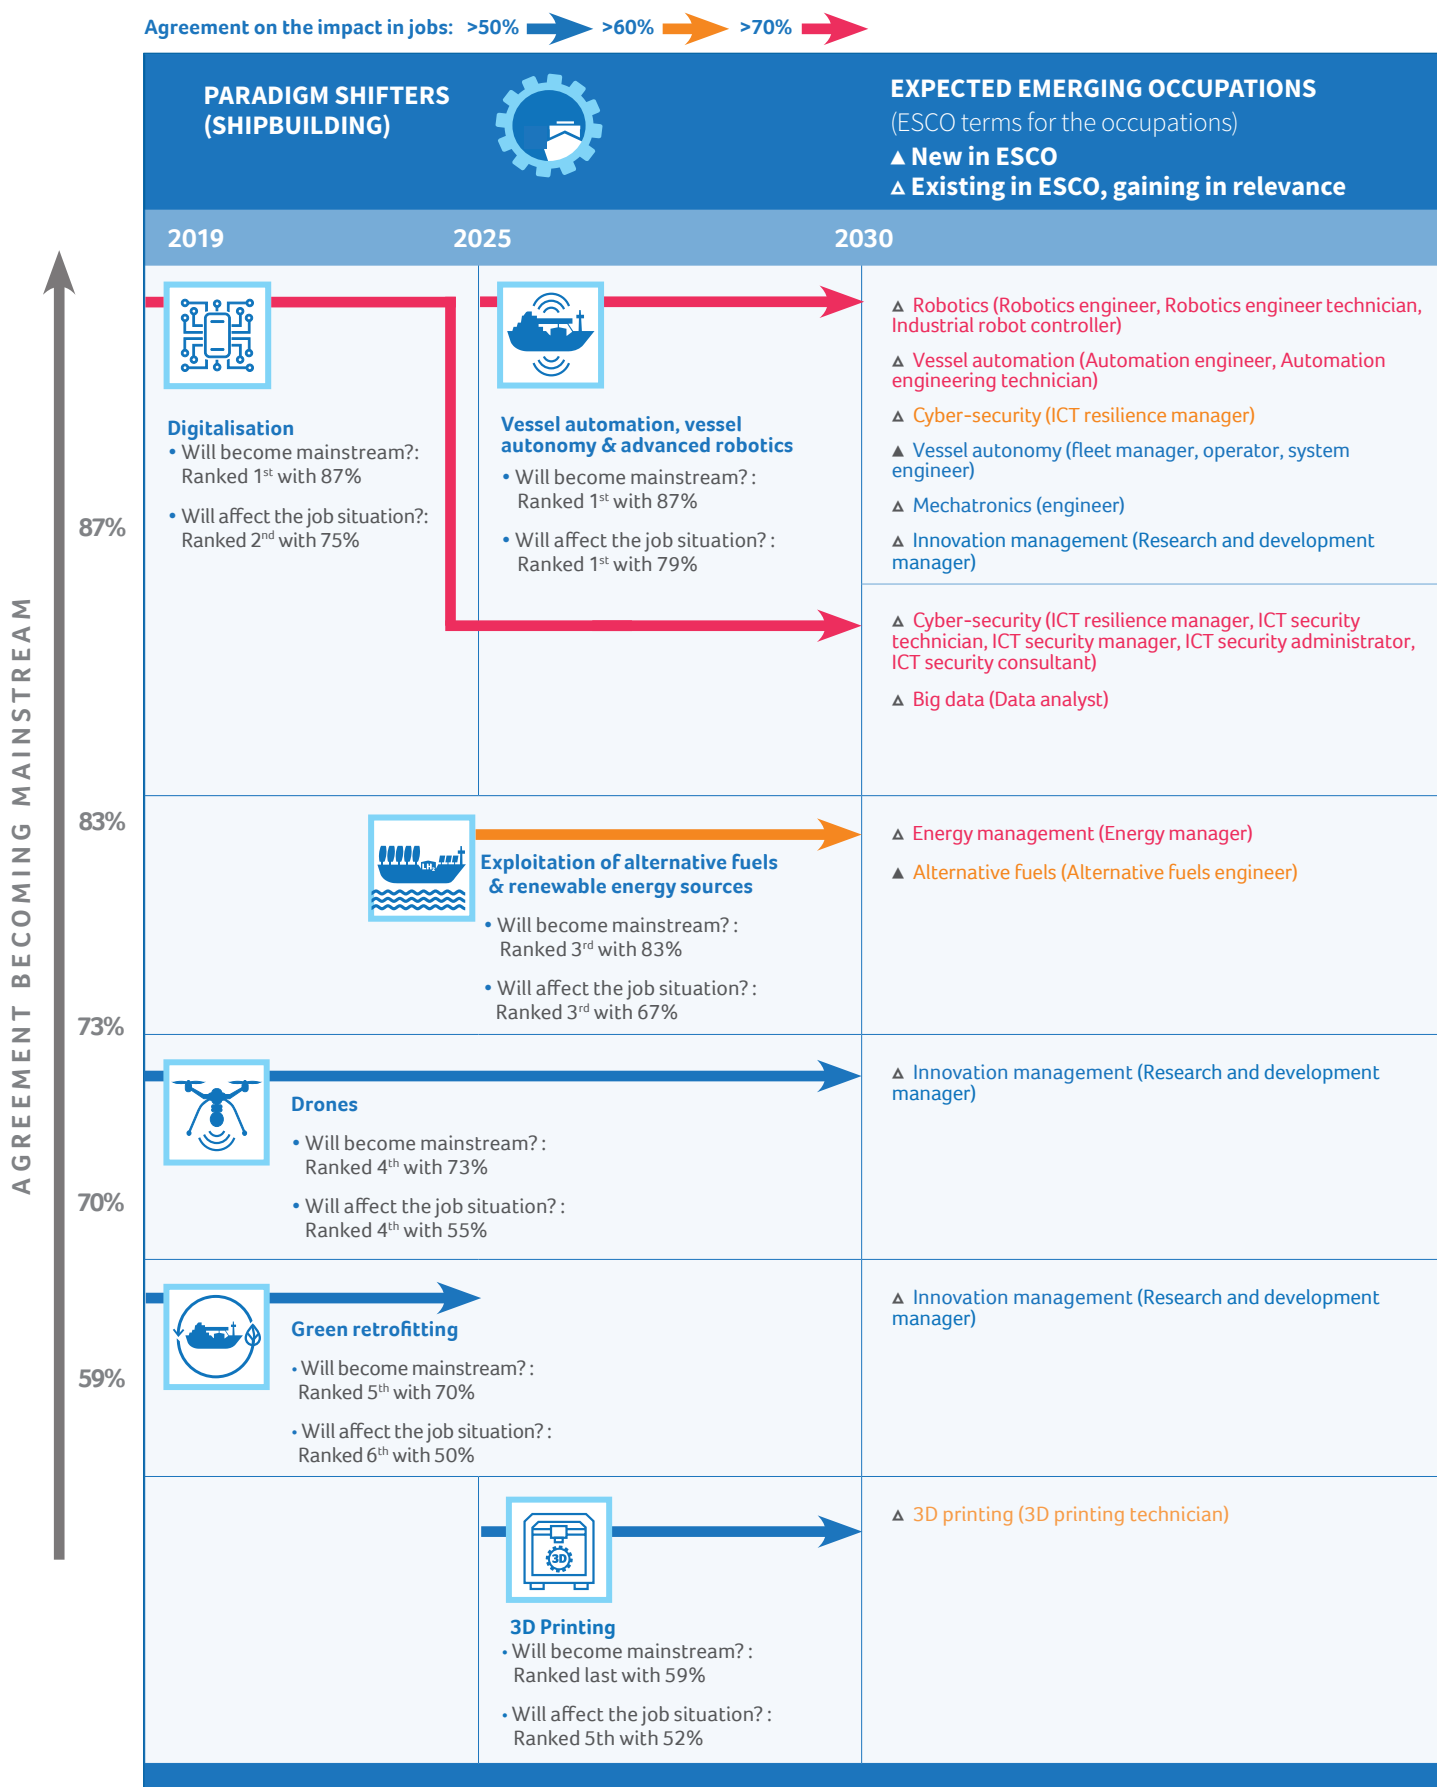 Agreement on the impact in jobs: >50% >60% >70%
PARADIGM SHIFTERS
(SHIPBUILDING)
EXPECTED EMERGING OCCUPATIONS
(ESCO terms for the occupations)
▲ New in ESCO
△ Existing in ESCO, gaining in relevance
2019 2025 2030
AGREEMENT BECOMING MAINSTREAM
87%
83%
73%
70%
59%
Digitalisation
• Will become mainstream?:
Ranked 1st with 87%
• Will affect the job situation?:
Ranked 2nd with 75%
Vessel automation, vessel
autonomy & advanced robotics
• Will become mainstream? :
Ranked 1st with 87%
• Will affect the job situation? :
Ranked 1st with 79%
△ Robotics (Robotics engineer, Robotics engineer technician,
Industrial robot controller)
△ Vessel automation (Automation engineer, Automation
engineering technician)
△ Cyber-security (ICT resilience manager)
▲ Vessel autonomy (fleet manager, operator, system
engineer)
△ Mechatronics (engineer)
△ Innovation management (Research and development
manager)
△ Cyber-security (ICT resilience manager, ICT security
technician, ICT security manager, ICT security administrator,
ICT security consultant)
△ Big data (Data analyst)
Exploitation of alternative fuels
& renewable energy sources
• Will become mainstream? :
Ranked 3rd with 83%
• Will affect the job situation? :
Ranked 3rd with 67%
△ Energy management (Energy manager)
▲ Alternative fuels (Alternative fuels engineer)
Drones
• Will become mainstream? :
Ranked 4th with 73%
• Will affect the job situation? :
Ranked 4th with 55%
△ Innovation management (Research and development
manager)
Green retrofitting
• Will become mainstream? :
Ranked 5th with 70%
• Will affect the job situation? :
Ranked 6th with 50%
△ Innovation management (Research and development
manager)
3D
3D Printing
• Will become mainstream? :
Ranked last with 59%
• Will affect the job situation? :
Ranked 5th with 52%
△ 3D printing (3D printing technician)